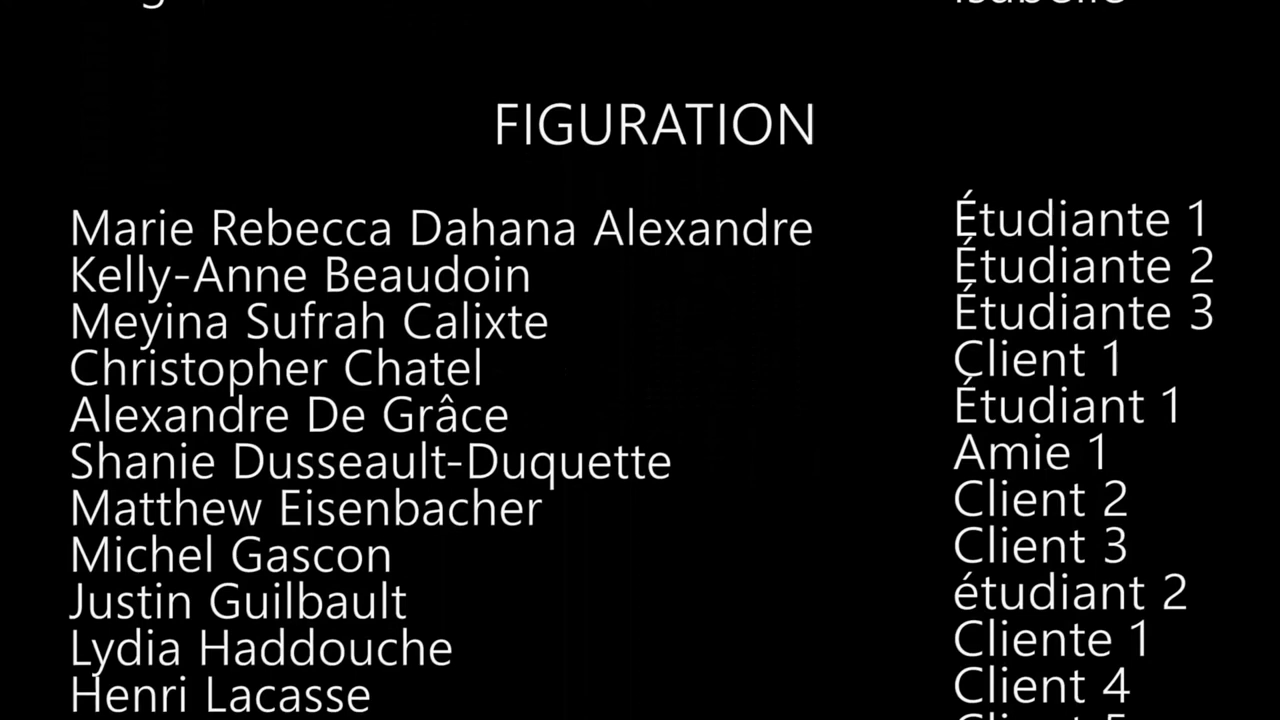 Isabelle
FIGURATION
Marie Rebecca Dahana Alexandre Étudiante 1
Kelly-Anne Beaudoin Étudiante 2
Meyina Sufrah Calixte Étudiante 3
Christopher Chatel Client 1
Alexandre De Grâce Étudiant 1
Shanie Dusseault-Duquette Amie 1
Matthew Eisenbacher Client 2
Michel Gascon Client 3
Justin Guilbault étudiant 2
Lydia Haddouche Cliente 1
Henri Lacasse Client 4